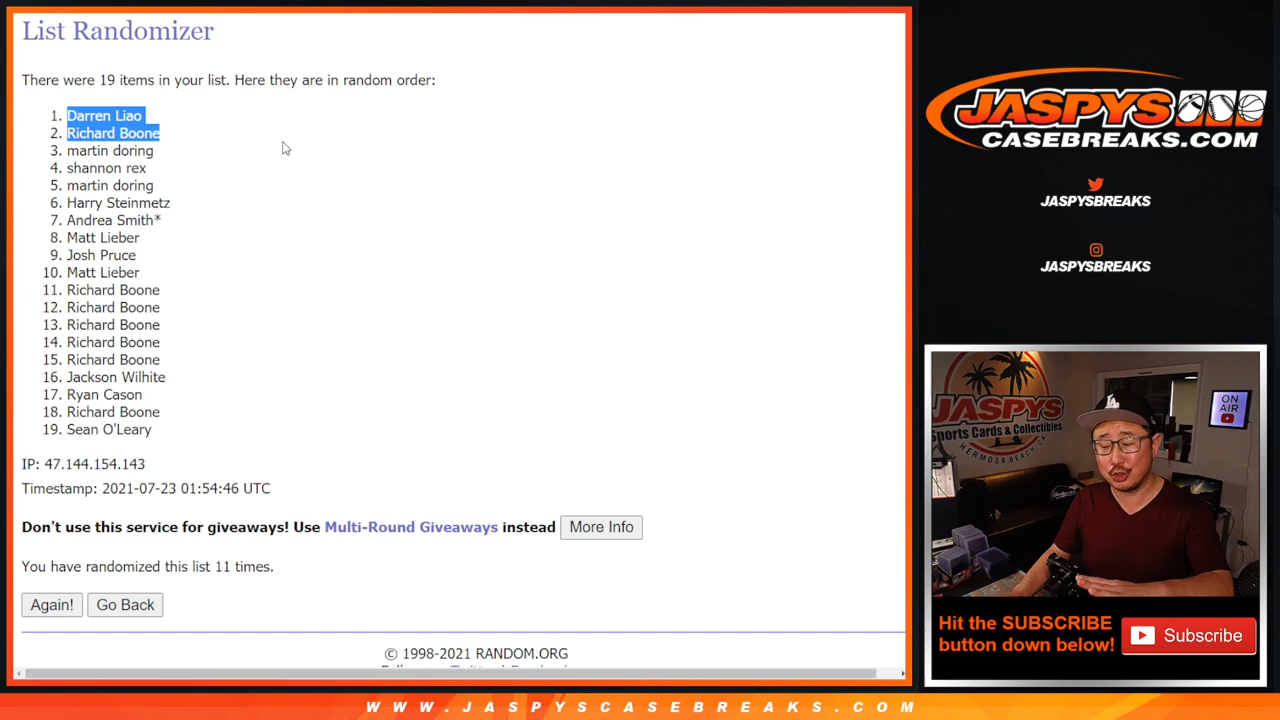 List Randomizer
There were 19 items in your list. Here they are in random order:
1. Darren Liao
2. Richard Boone
3. martin doring
4. shannon rex
5. martin doring
6. Harry Steinmetz
7. Andrea Smith*
8. Matt Lieber
9. Josh Pruce
10. Matt Lieber
11. Richard Boone
12. Richard Boone
13. Richard Boone
14. Richard Boone
15. Richard Boone
16. Jackson Wilhite
17. Ryan Cason
18. Richard Boone
19. Sean O'Leary
IP: 47.144.154.143
Timestamp: 2021-07-23 01:54:46 UTC
Don't use this service for giveaways! Use Multi-Round Giveaways instead More Info
You have randomized this list 11 times.
Again! Go Back
© 1998-2021 RANDOM.ORG
JASPYS
CASEBREAKS.COM
JASPYSBREAKS
JASPYSBREAKS
JASPYS
Sports Cards & Collectibles
HERMOSA BEACH, CA
ON
AIR
LA
Hit the SUBSCRIBE
button down below!
Subscribe
WWW.JASPYSCASEBREAKS.COM